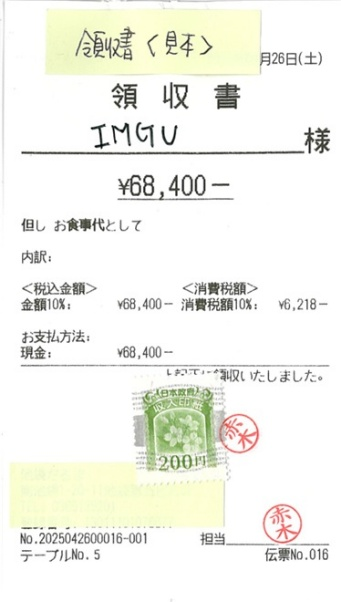 領収書〈見本〉
月26日(土)
領収書
IMGU 様
¥68,400-
但し お食事代として
内訳:
<税込金額> <消費税額>
金額10%: ¥68,400- 消費税額10%: ¥6,218-
お支払方法:
現金: ¥68,400-
領収いたしました。
日本政府
収入印紙
200円
赤木
赤木
No.2025042600016-001 担当
テーブルNo.5 伝票No.016